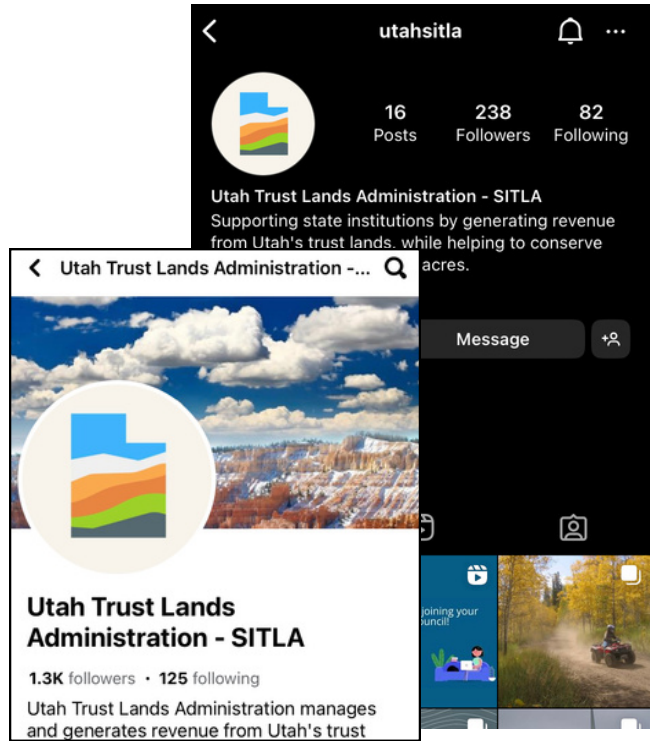 utahsitla
16 238 82
Posts Followers Following
Utah Trust Lands Administration - SITLA
Supporting state institutions by generating revenue
from Utah's trust lands, while helping to conserve
acres.
Message
joining your
Utah Trust Lands Administration -...
Utah Trust Lands
Administration - SITLA
1.3K followers • 125 following
Utah Trust Lands Administration manages
and generates revenue from Utah's trust